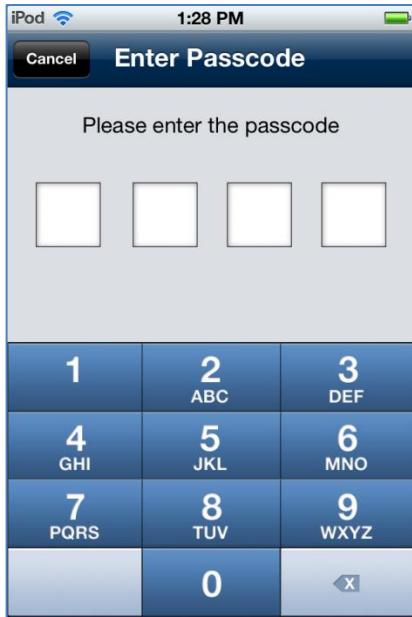 iPod 1:28 PM
Cancel Enter Passcode
Please enter the passcode
1 2 3
ABC DEF
4 5 6
GHI JKL MNO
7 8 9
PQRS TUV WXYZ
0 X